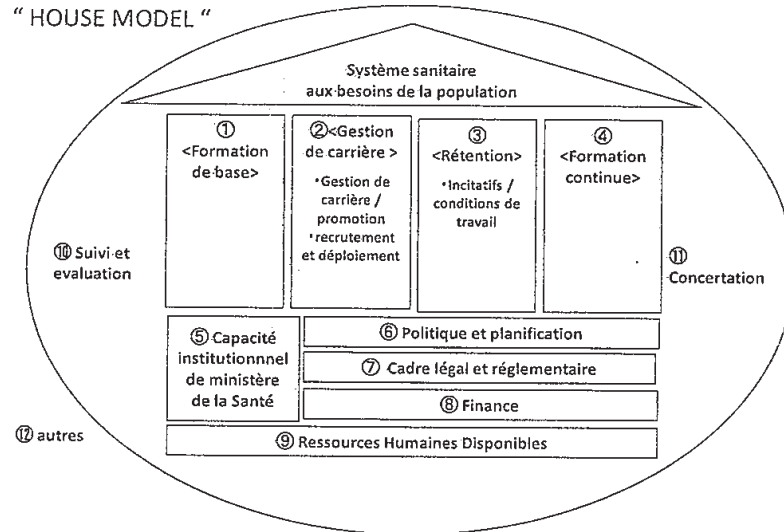 “ HOUSE MODEL “
Système sanitaire
aux besoins de la population
①
<Formation
de base>
② <Gestion
de carrière >
•Gestion de
carrière /
promotion
•recrutement
et déploiement
③
<Rétention>
•Incitatifs /
conditions de
travail
④
<Formation
continue>
⑩ Suivi et
evaluation
⑪
Concertation
⑤ Capacité
institutionnnel
de ministère
de la Santé
⑥ Politique et planification
⑦ Cadre légal et réglementaire
⑧ Finance
⑫ autres
⑨ Ressources Humaines Disponibles